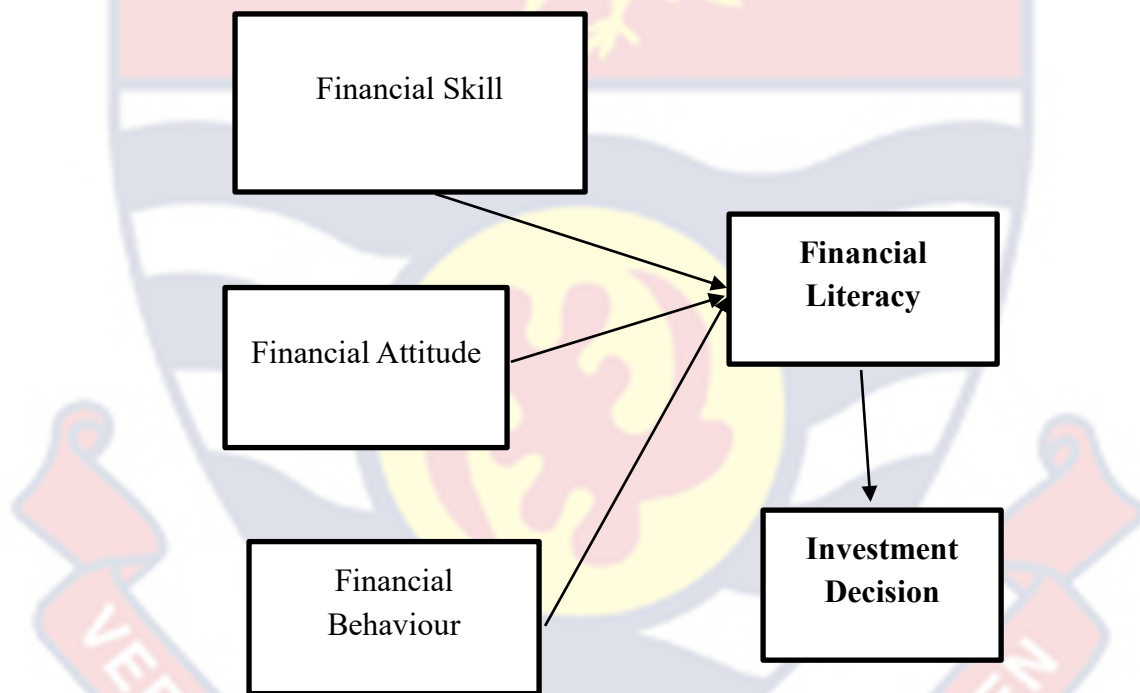 Financial Skill
Financial
Literacy
Financial Attitude
Investment
Decision
Financial
Behaviour